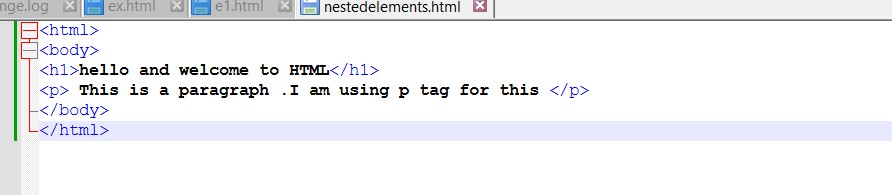 nge.log ex.html e1.html nestedelements.html
<html>
<body>
<h1>hello and welcome to HTML</h1>
<p> This is a paragraph .I am using p tag for this </p>
</body>
</html>